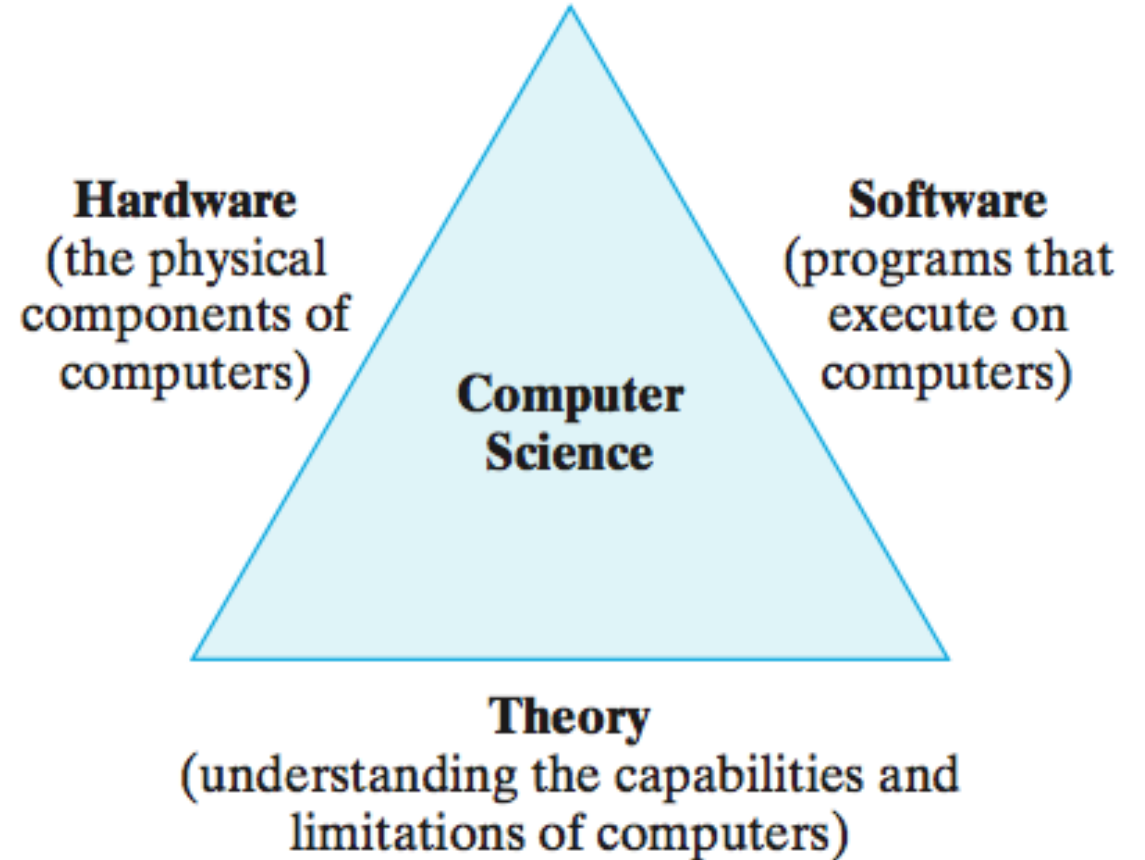 Hardware
(the physical
components of
computers)
Software
(programs that
execute on
computers)
Computer
Science
Theory
(understanding the capabilities and
limitations of computers)